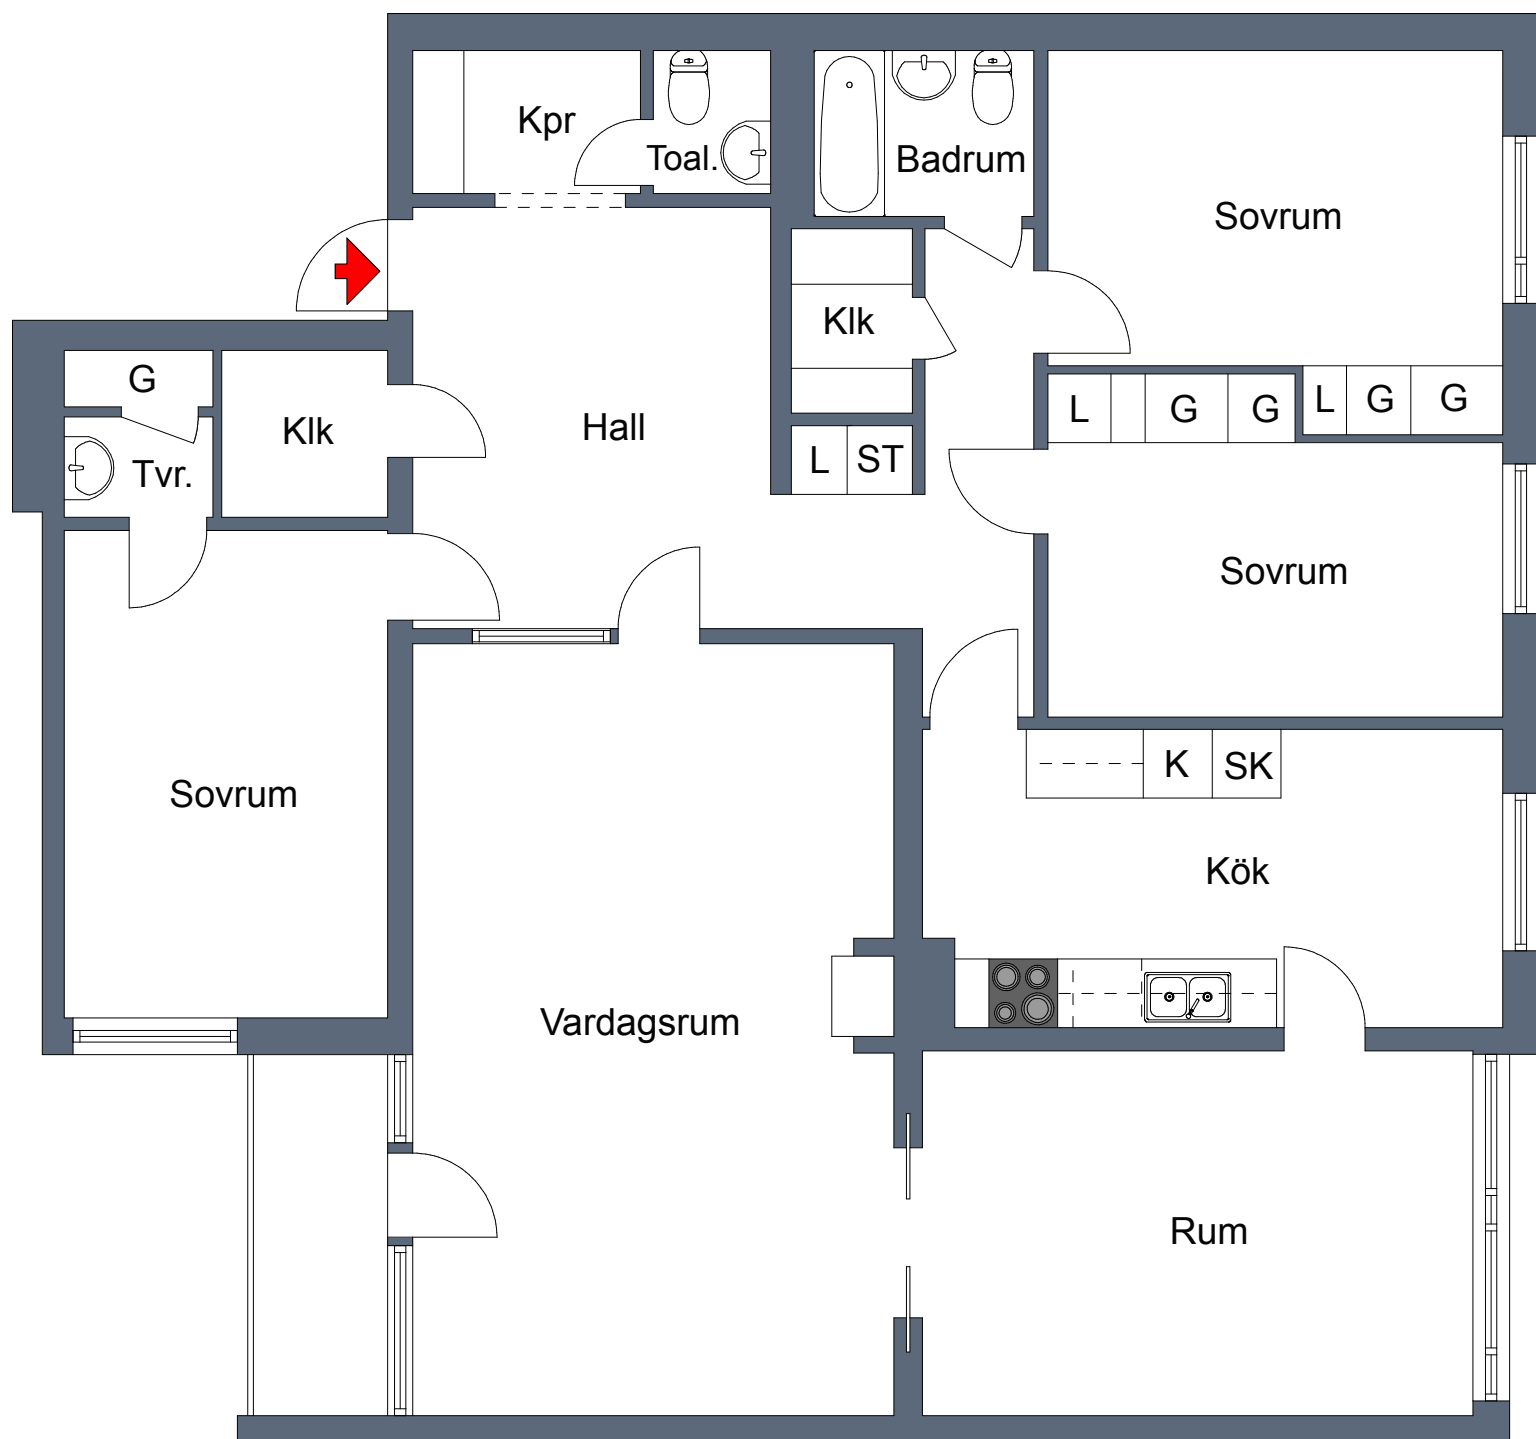 Kpr
Toal.
Badrum
Sovrum
Klk
G
Klk
Hall
L
G
G
L
G
G
Tvr.
L
ST
Sovrum
Sovrum
K
SK
Kök
Vardagsrum
Rum